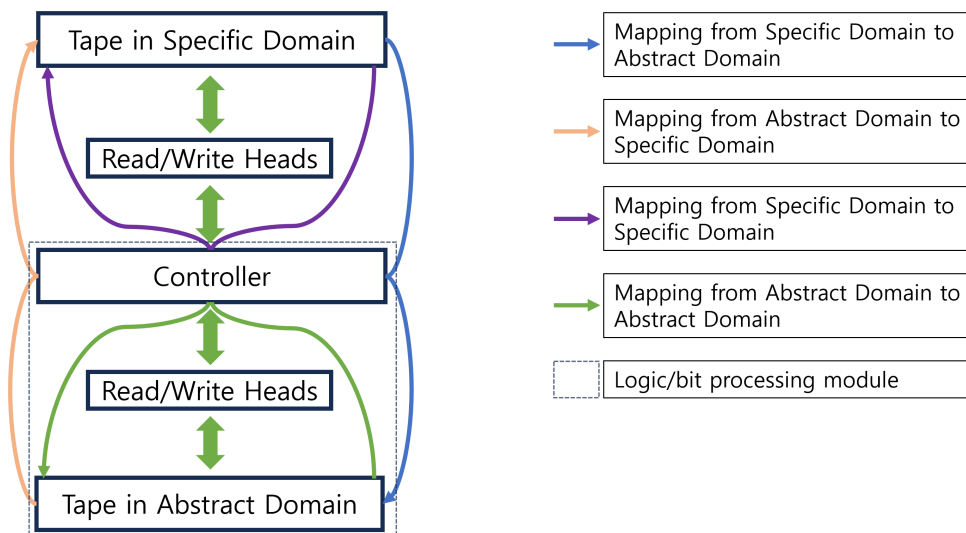 Tape in Specific Domain
Read/Write Heads
Controller
Read/Write Heads
Tape in Abstract Domain
Mapping from Specific Domain to
Abstract Domain
Mapping from Abstract Domain to
Specific Domain
Mapping from Specific Domain to
Specific Domain
Mapping from Abstract Domain to
Abstract Domain
Logic/bit processing module